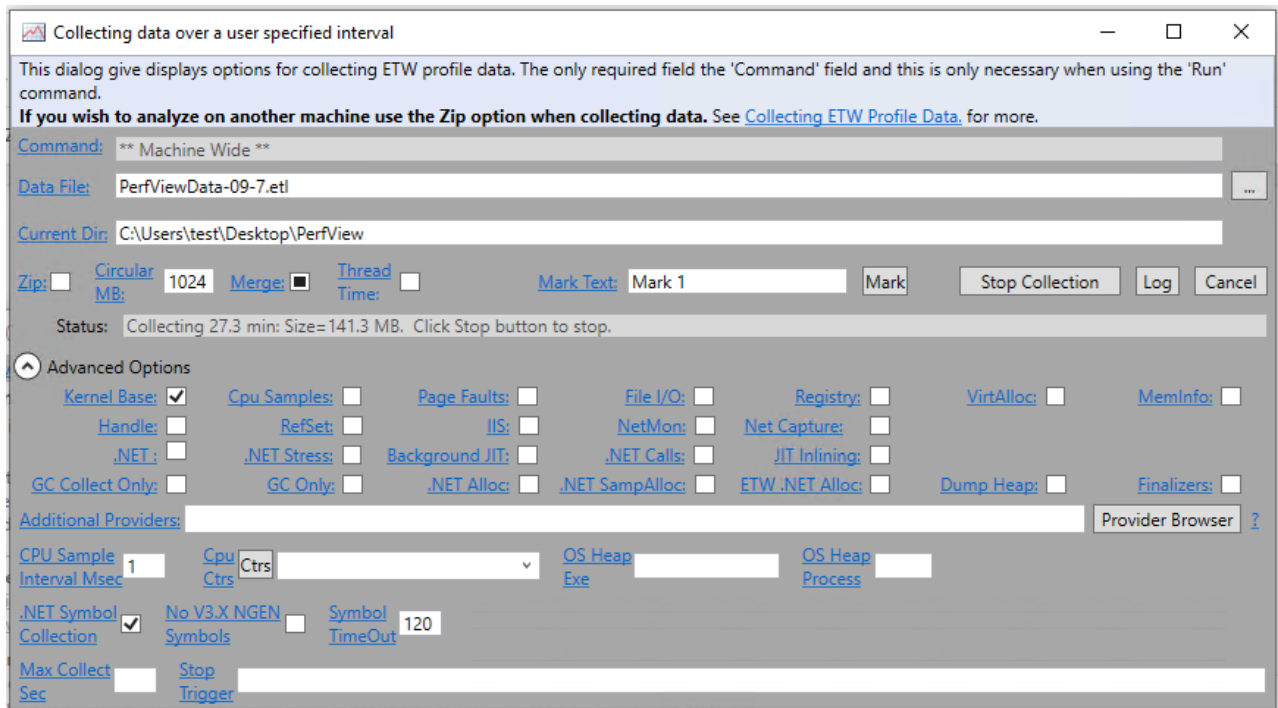 Collecting data over a user specified interval
This dialog give displays options for collecting ETW profile data. The only required field the 'Command' field and this is only necessary when using the 'Run'
command.
If you wish to analyze on another machine use the Zip option when collecting data. See Collecting ETW Profile Data. for more.
Command: ** Machine Wide **
Data File: PerfViewData-09-7.etl ...
Current Dir: C:\Users\test\Desktop\PerfView
Zip: Circular MB: 1024 Merge: Thread Time: Mark Text: Mark 1 Mark Stop Collection Log Cancel
Status: Collecting 27.3 min: Size=141.3 MB. Click Stop button to stop.
Advanced Options
Kernel Base: Cpu Samples: Page Faults: File I/O: Registry: VirtAlloc: MemInfo:
Handle: RefSet: IIS: NetMon: Net Capture:
.NET : .NET Stress: Background JIT: .NET Calls: JIT Inlining:
GC Collect Only: GC Only: .NET Alloc: .NET SampAlloc: ETW .NET Alloc: Dump Heap: Finalizers:
Additional Providers: Provider Browser ?
CPU Sample Interval Msec 1 Cpu Ctrs Ctrs OS Heap Exe OS Heap Process
.NET Symbol Collection No V3.X NGEN Symbols Symbol TimeOut 120
Max Collect Sec Stop Trigger